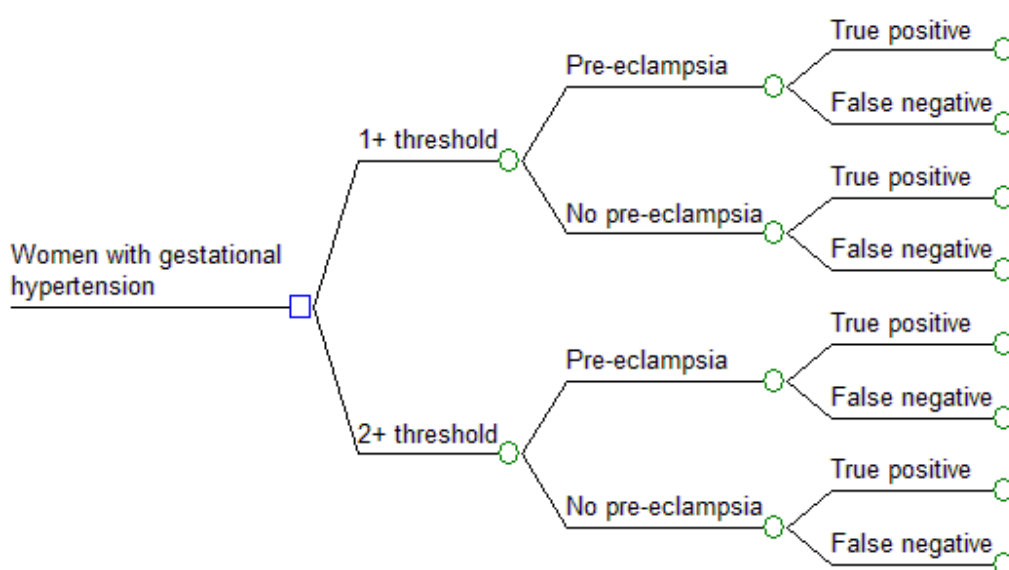 True positive
Pre-eclampsia
False negative
1+ threshold
True positive
No pre-eclampsia
False negative
Women with gestational
hypertension
True positive
Pre-eclampsia
False negative
2+ threshold
True positive
No pre-eclampsia
False negative